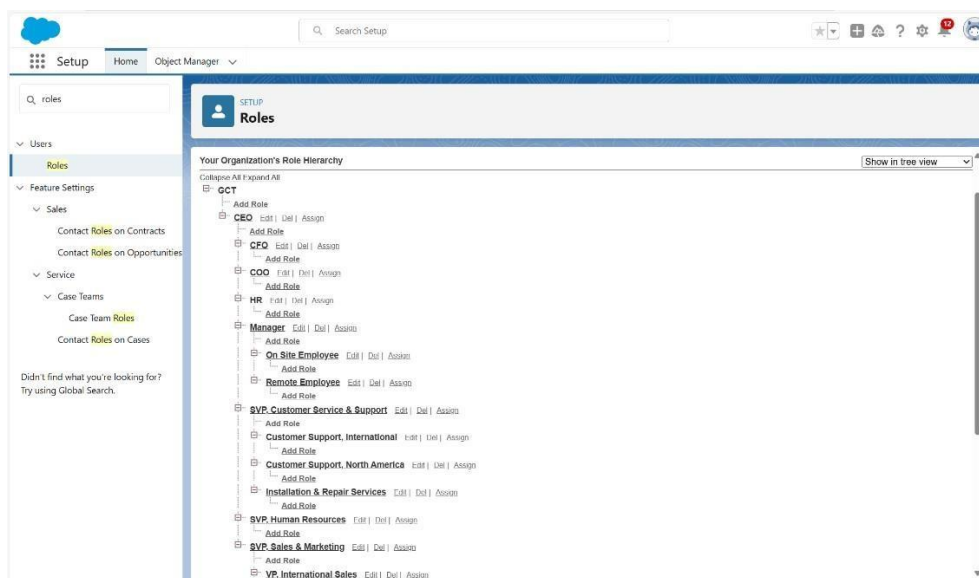 Search Setup
12
Setup
Home
Object Manager
roles
Users
Roles
Feature Settings
Sales
Contact Roles on Contracts
Contact Roles on Opportunities
Service
Case Teams
Case Team Roles
Contact Roles on Cases
Didn't find what you're looking for?
Try using Global Search.
SETUP
Roles
Your Organization's Role Hierarchy
Show in tree view
Collapse All Expand All
GCT
Add Role
CEO Edit | Del | Assign
Add Role
CFO Edit | Del | Assign
Add Role
COO Edit | Del | Assign
Add Role
HR Edit | Del | Assign
Add Role
Manager Edit | Del | Assign
Add Role
On Site Employee Edit | Del | Assign
Add Role
Remote Employee Edit | Del | Assign
Add Role
SVP, Customer Service & Support Edit | Del | Assign
Add Role
Customer Support, International Edit | Del | Assign
Add Role
Customer Support, North America Edit | Del | Assign
Add Role
Installation & Repair Services Edit | Del | Assign
Add Role
SVP, Human Resources Edit | Del | Assign
Add Role
SVP, Sales & Marketing Edit | Del | Assign
Add Role
VP, International Sales Edit | Del | Assign